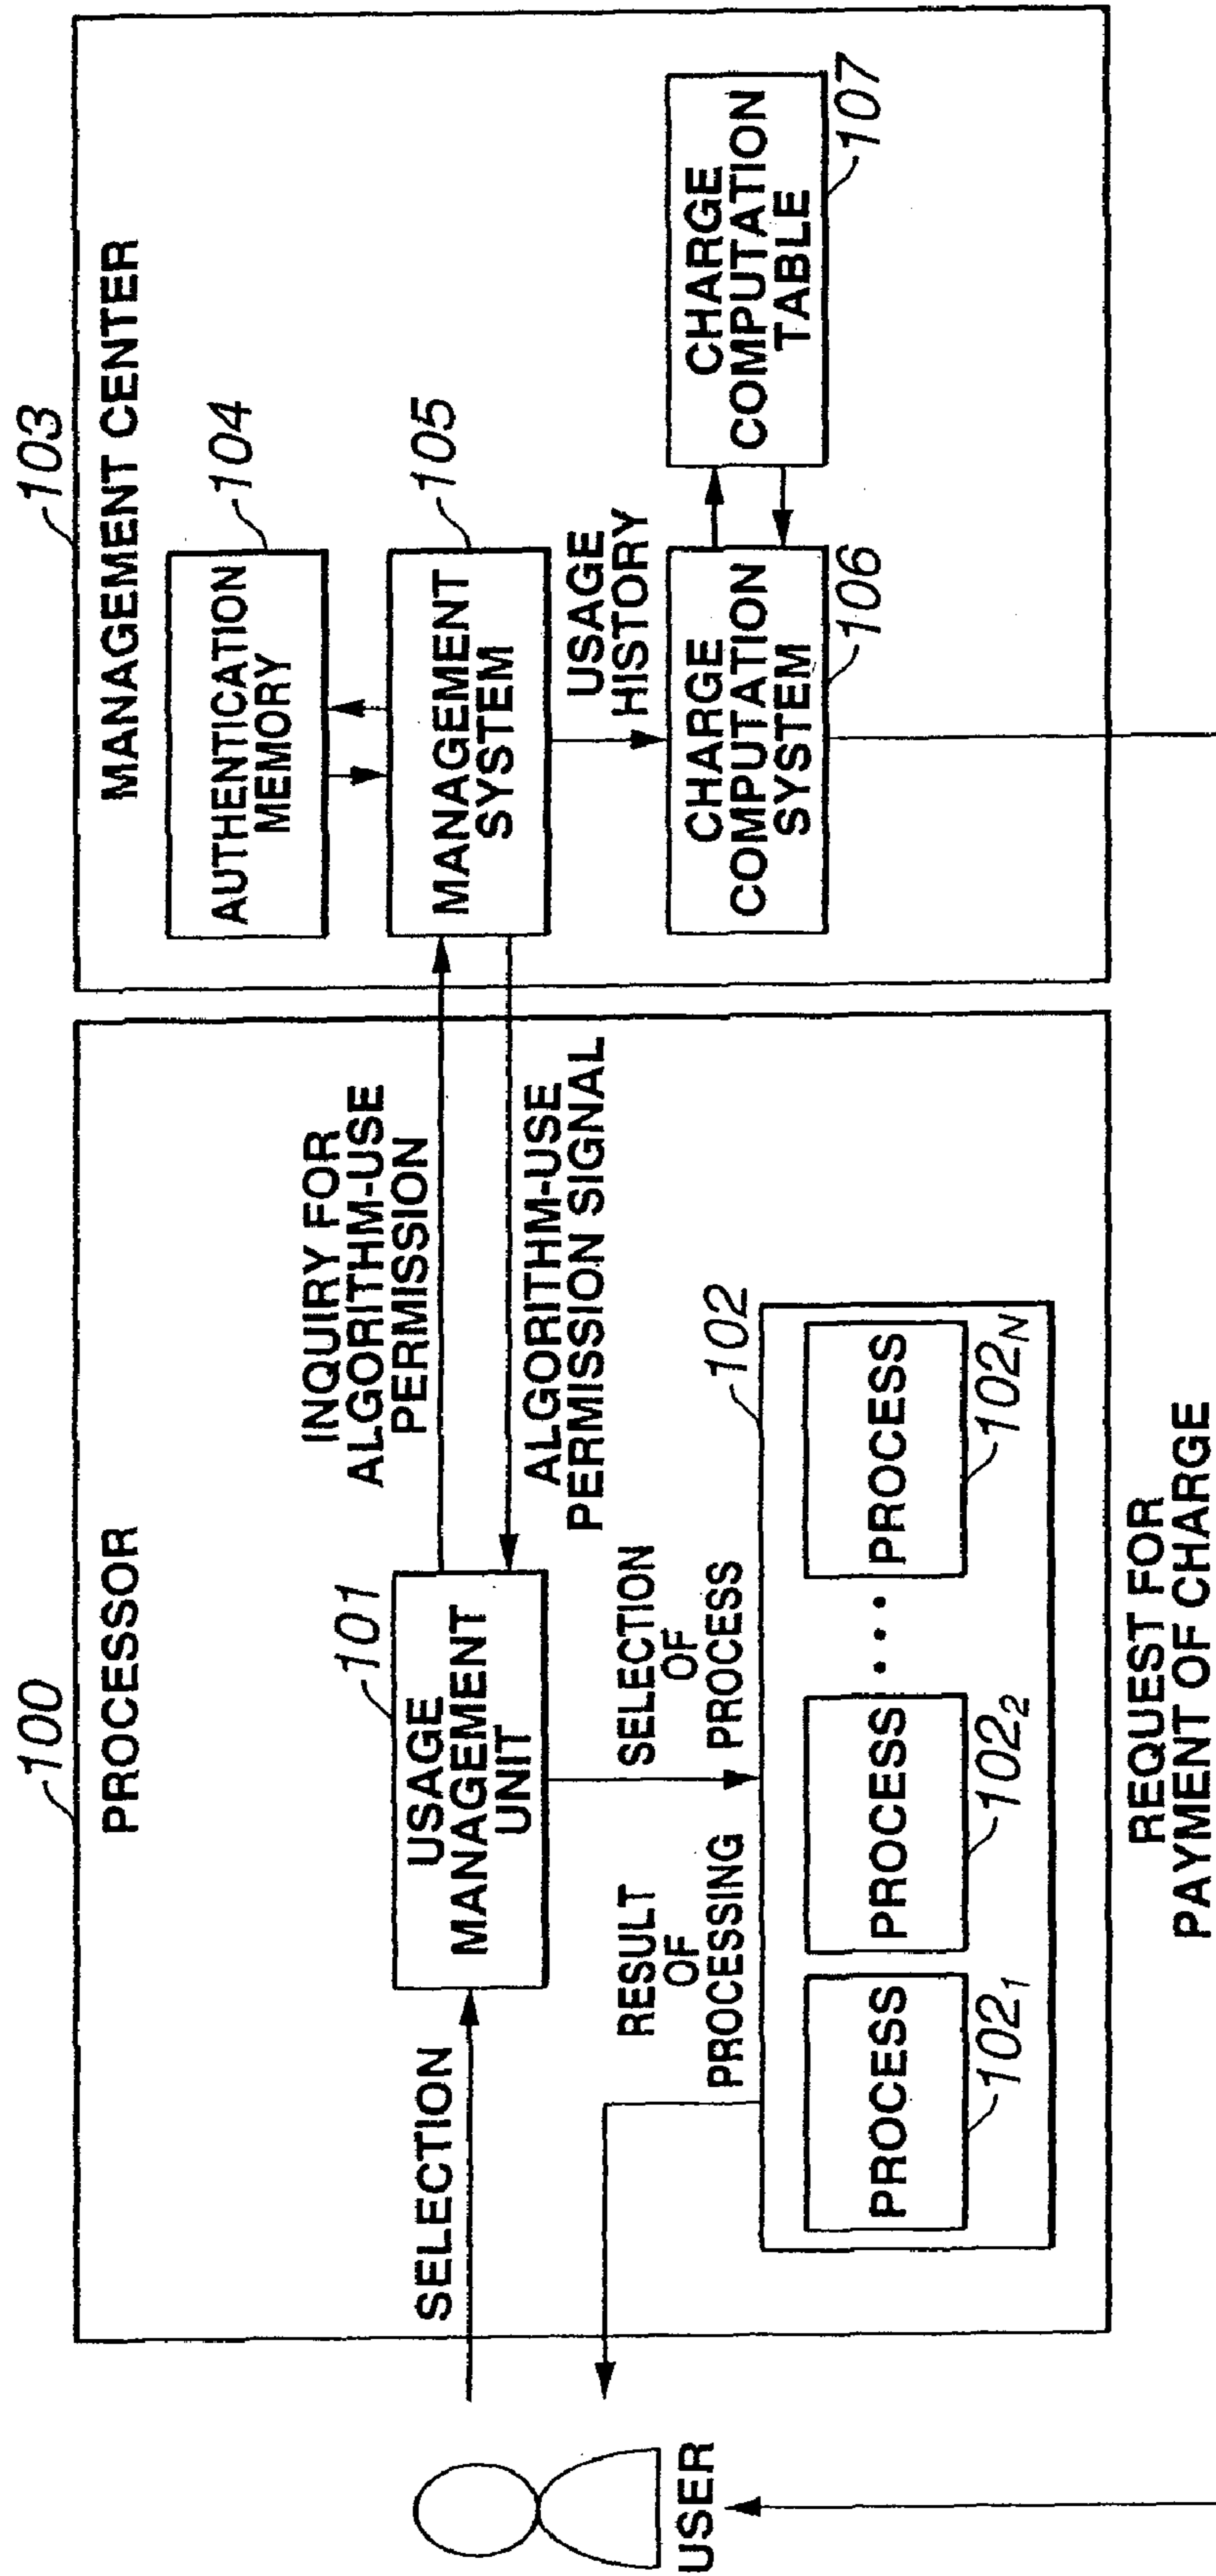 100
PROCESSOR
SELECTION
USAGE
MANAGEMENT
UNIT
101
INQUIRY FOR
ALGORITHM-USE
PERMISSION
ALGORITHM-USE
PERMISSION SIGNAL
RESULT
OF
PROCESSING
SELECTION
OF
PROCESS
102
PROCESS
102₁
PROCESS
102₂
• • •
PROCESS
102N
USER
103
MANAGEMENT CENTER
AUTHENTICATION
MEMORY
104
MANAGEMENT
SYSTEM
105
USAGE
HISTORY
CHARGE
COMPUTATION
SYSTEM
106
CHARGE
COMPUTATION
TABLE
107
REQUEST FOR
PAYMENT OF CHARGE